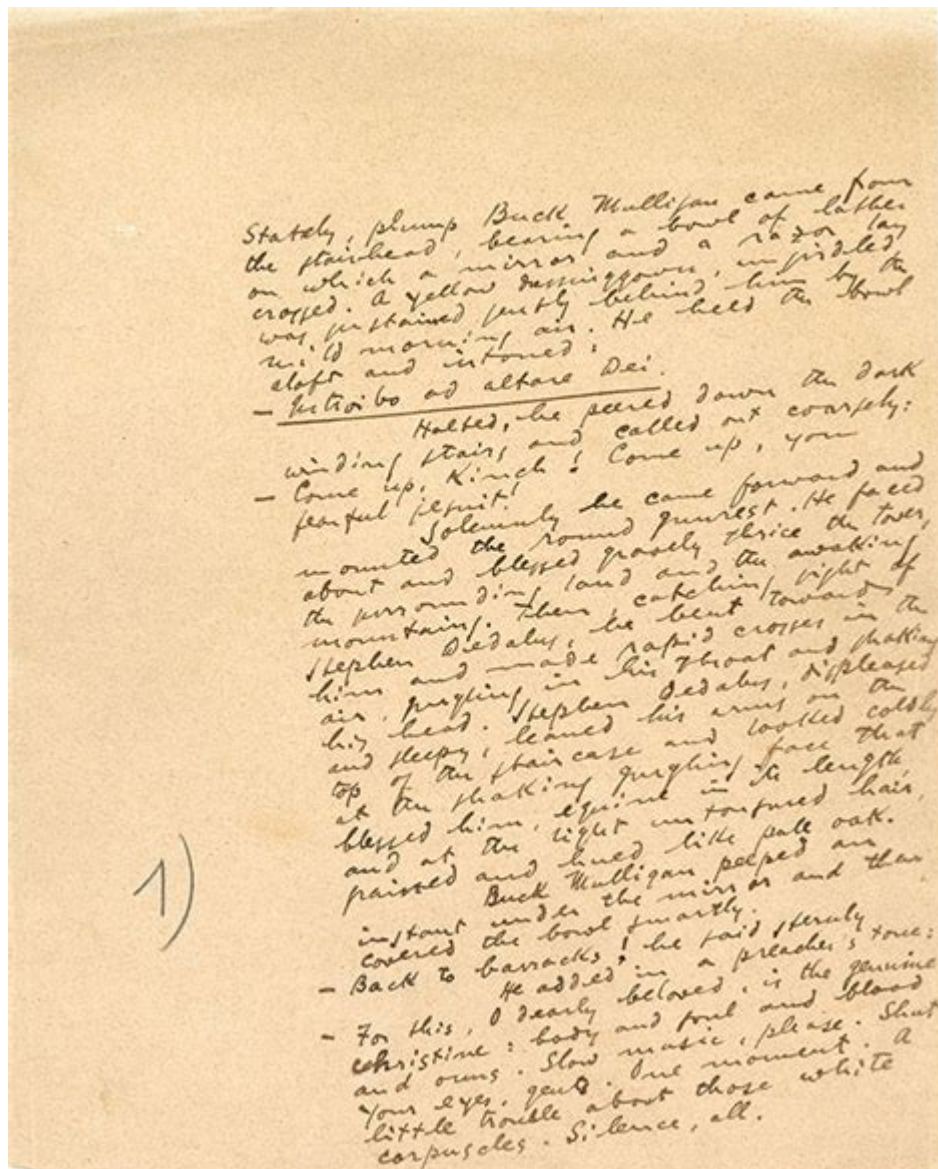 Stately, plump Buck Mulligan came from
the stairhead, bearing a bowl of lather
on which a mirror and a razor lay
crossed. A yellow dressinggown, ungirdled
was sustained gently behind him by the
mild morning air. He held the bowl
aloft and intoned:
– Introibo ad altare Dei.
Halted, he peered down the dark
winding stairs and called out coarsely:
– Come up, Kinch! Come up, you
fearful jesuit!
Solemnly he came forward and
mounted the round gunrest. He faced
about and blessed gravely thrice the tower,
the surrounding land and the awaking
mountains. Then, catching sight of
Stephen Dedalus, he bent towards
him and made rapid crosses in the
air, gurgling in his throat and shaking
his head. Stephen Dedalus, displeased
and sleepy, leaned his arms on the
top of the staircase and looked coldly
at the shaking gurgling face that
blessed him, equine in its length,
and at the light untonsured hair,
grained and hued like pale oak.
Buck Mulligan peeped an
instant under the mirror and then
covered the bowl smartly.
– Back to barracks! he said sternly
He added in a preacher's tone:
– For this, O dearly beloved, is the genuine
christine: body and soul and blood
and ouns. Slow music, please. Shut
your eyes, gents. One moment. A
little trouble about those white
corpuscles. Silence, all.
1)